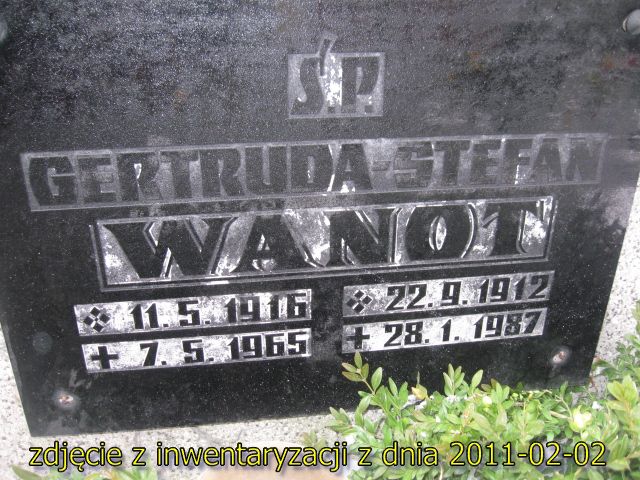 Ś.P.
GERTRUDA-STEFAN
WANOT
11.5.1916 22.9.1912
+ 7.5.1965 + 28.1.1987
zdjęcie z inwentaryzacji z dnia 2011-02-02